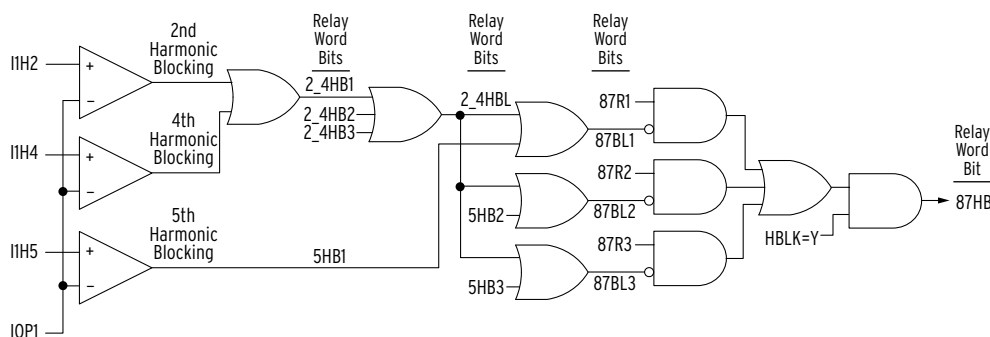 2nd
Harmonic
Blocking
Relay
Word
Bits
Relay
Word
Bits
Relay
Word
Bits
I1H2
+
–
2_4HB1
2_4HB2
2_4HB3
2_4HBL
87R1
87BL1
I1H4
+
–
4th
Harmonic
Blocking
87R2
5HB2
87BL2
Relay
Word
Bit
87HB
HBLK=Y
I1H5
+
–
5th
Harmonic
Blocking
5HB1
87R3
5HB3
87BL3
IOP1